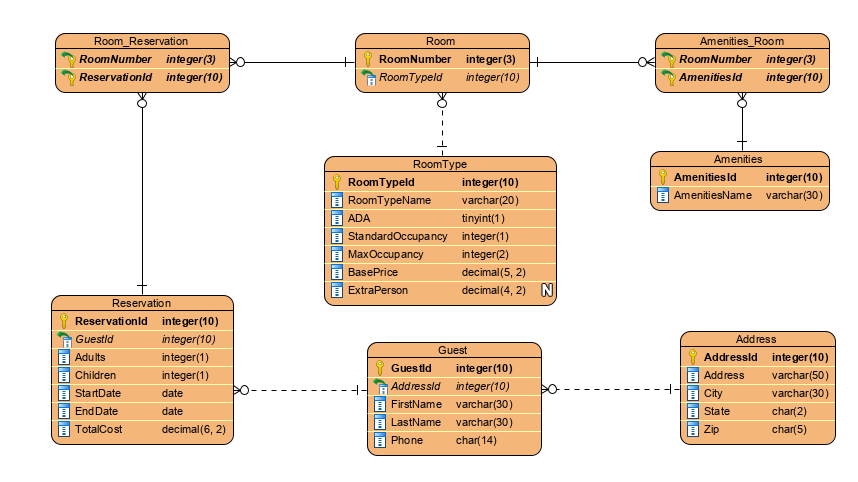 Room_Reservation
RoomNumber integer(3)
ReservationId integer(10)
Room
RoomNumber integer(3)
RoomTypeId integer(10)
Amenities_Room
RoomNumber integer(3)
AmenitiesId integer(10)
RoomType
RoomTypeId integer(10)
RoomTypeName varchar(20)
ADA tinyint(1)
StandardOccupancy integer(1)
MaxOccupancy integer(2)
BasePrice decimal(5, 2)
ExtraPerson decimal(4, 2) N
Amenities
AmenitiesId integer(10)
AmenitiesName varchar(30)
Reservation
ReservationId integer(10)
GuestId integer(10)
Adults integer(1)
Children integer(1)
StartDate date
EndDate date
TotalCost decimal(6, 2)
Guest
GuestId integer(10)
AddressId integer(10)
FirstName varchar(30)
LastName varchar(30)
Phone char(14)
Address
AddressId integer(10)
Address varchar(50)
City varchar(30)
State char(2)
Zip char(5)